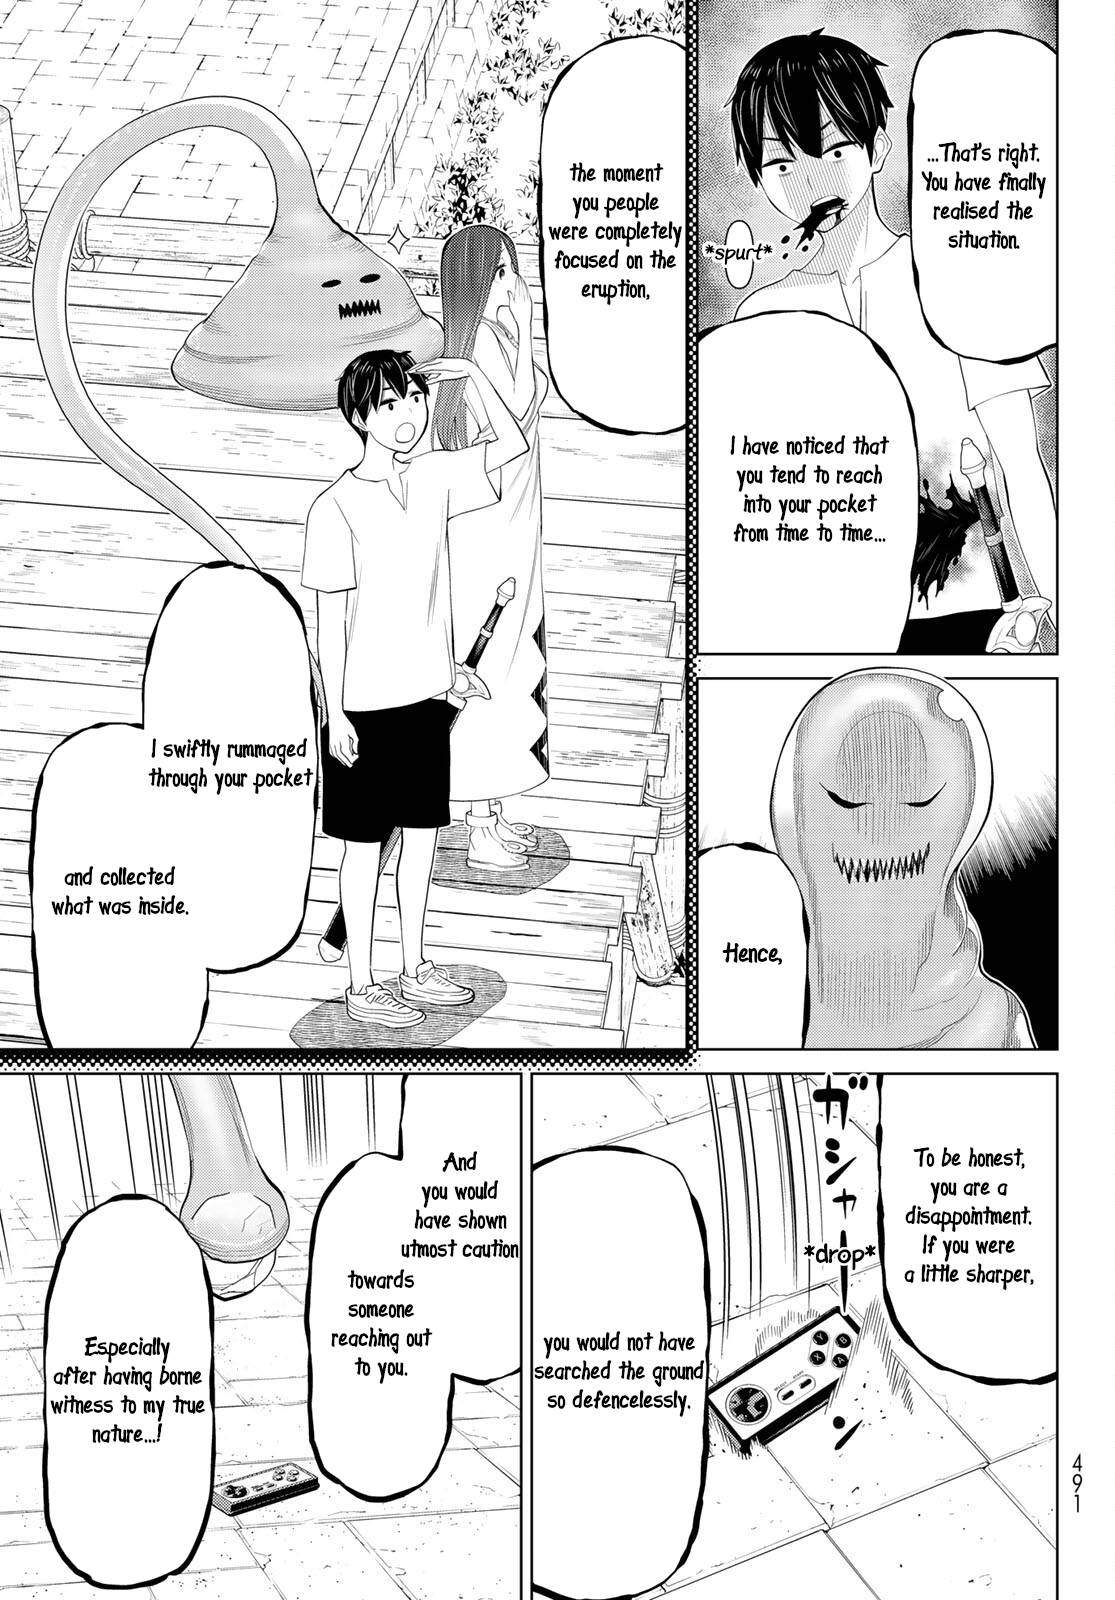 ...That's right.
You have finally
realised the
situation.
*spurt*
I have noticed that
you tend to reach
into your pocket
from time to time...
Hence,
the moment
you people
were completely
focused on the
eruption,
I swiftly rummaged
through your pocket
and collected
what was inside.
To be honest,
you are a
disappointment.
If you were
a little sharper,
ガシャー
*drop*
you would not have
searched the ground
so defencelessly.
And
you would
have shown
utmost caution
towards
someone
reaching out
to you.
Especially
after having borne
witness to my true
nature...!
491